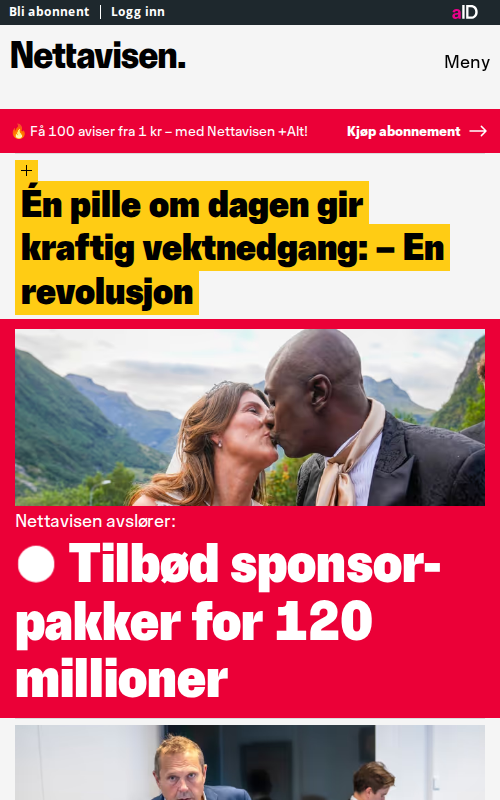 Bli abonnent | Logg inn
aID
Nettavisen.
Meny
🔥 Få 100 aviser fra 1 kr – med Nettavisen +Alt!
Kjøp abonnement →
+
Én pille om dagen gir
kraftig vektnedgang: – En
revolusjon
Nettavisen avslører:
Tilbød sponsor-
pakker for 120
millioner